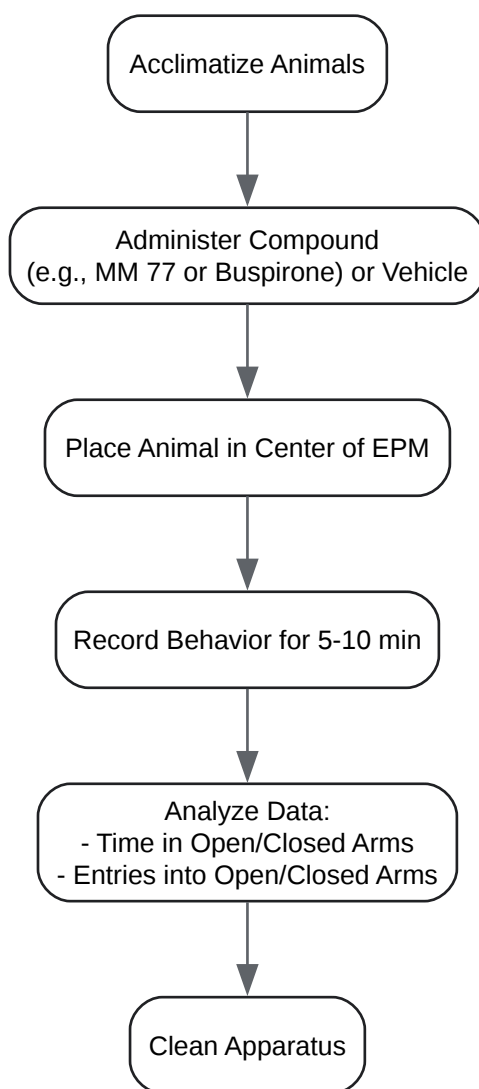 Acclimatize Animals
Administer Compound
(e.g., MM 77 or Buspirone) or Vehicle
Place Animal in Center of EPM
Record Behavior for 5-10 min
Analyze Data:
- Time in Open/Closed Arms
- Entries into Open/Closed Arms
Clean Apparatus